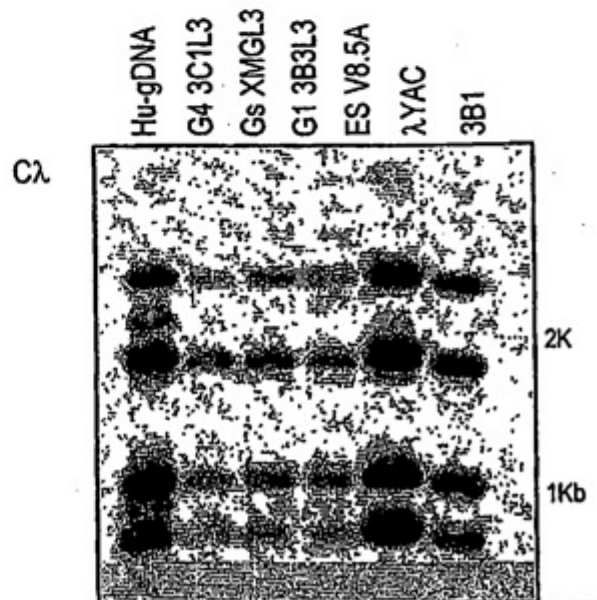 Hu-gDNA
G4 3C1L3
Gs XMGL3
G1 3B3L3
ES V8.5A
λYAC
3B1
Cλ
2K
1Kb